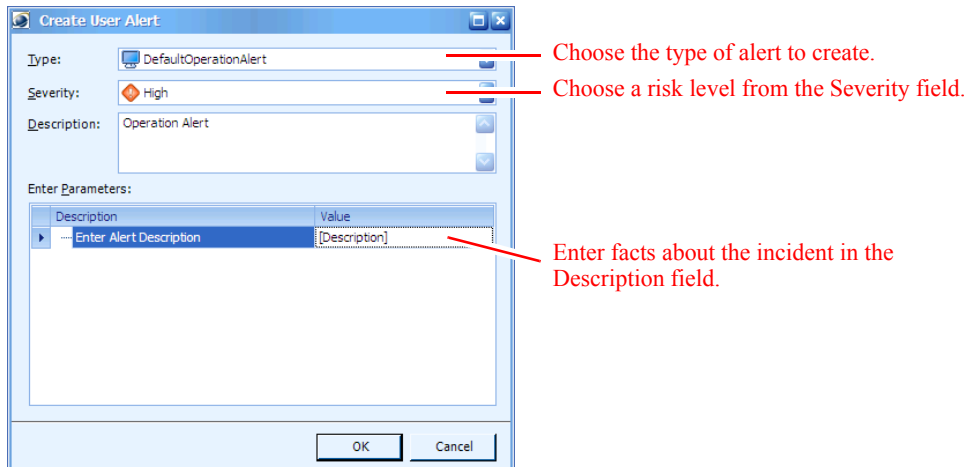 Create User Alert
Type: DefaultOperationAlert
Choose the type of alert to create.
Severity: High
Choose a risk level from the Severity field.
Description: Operation Alert
Enter Parameters:
Description Value
Enter Alert Description [Description]
Enter facts about the incident in the
Description field.
OK Cancel